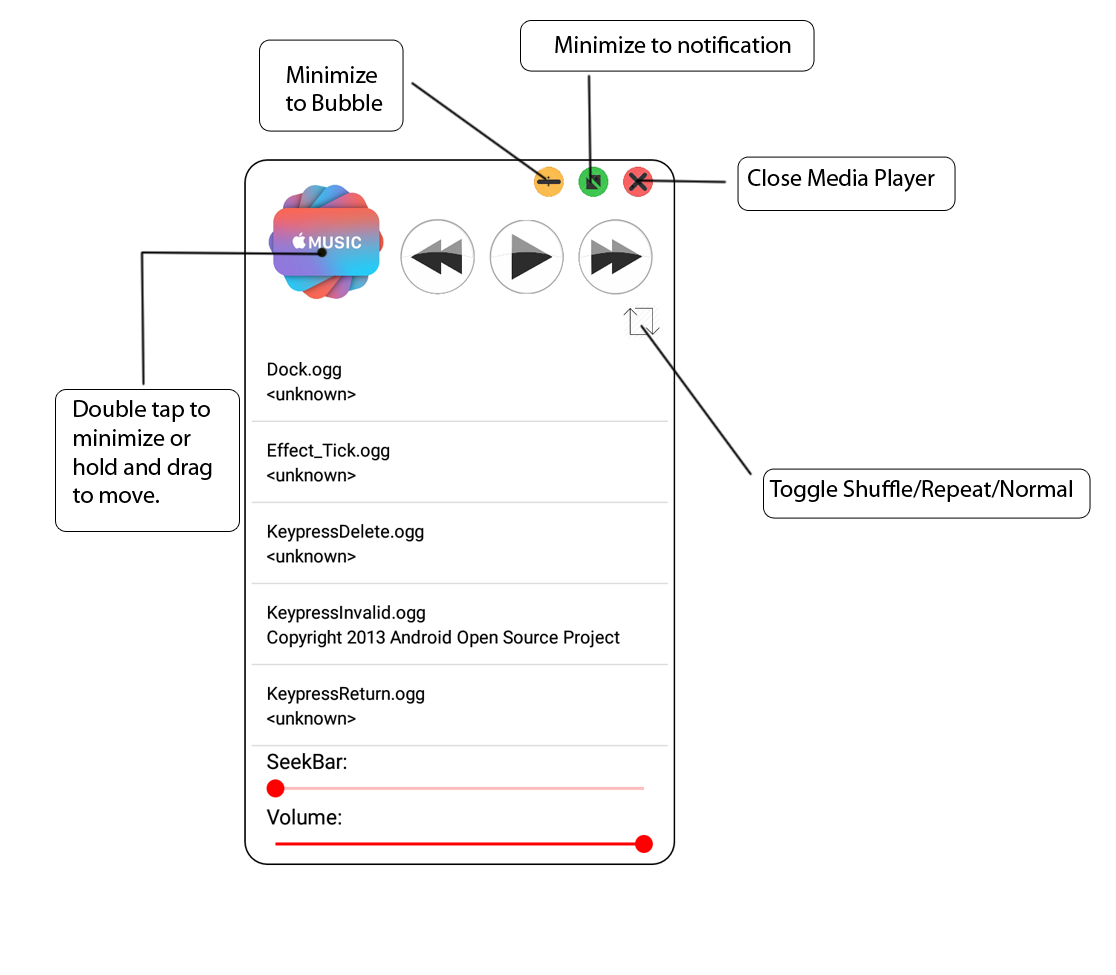 Minimize to notification
Minimize
to Bubble
Close Media Player
MUSIC
Double tap to
minimize or
hold and drag
to move.
Toggle Shuffle/Repeat/Normal
Dock.ogg
<unknown>
Effect_Tick.ogg
<unknown>
KeypressDelete.ogg
<unknown>
KeypressInvalid.ogg
Copyright 2013 Android Open Source Project
KeypressReturn.ogg
<unknown>
SeekBar:
Volume: